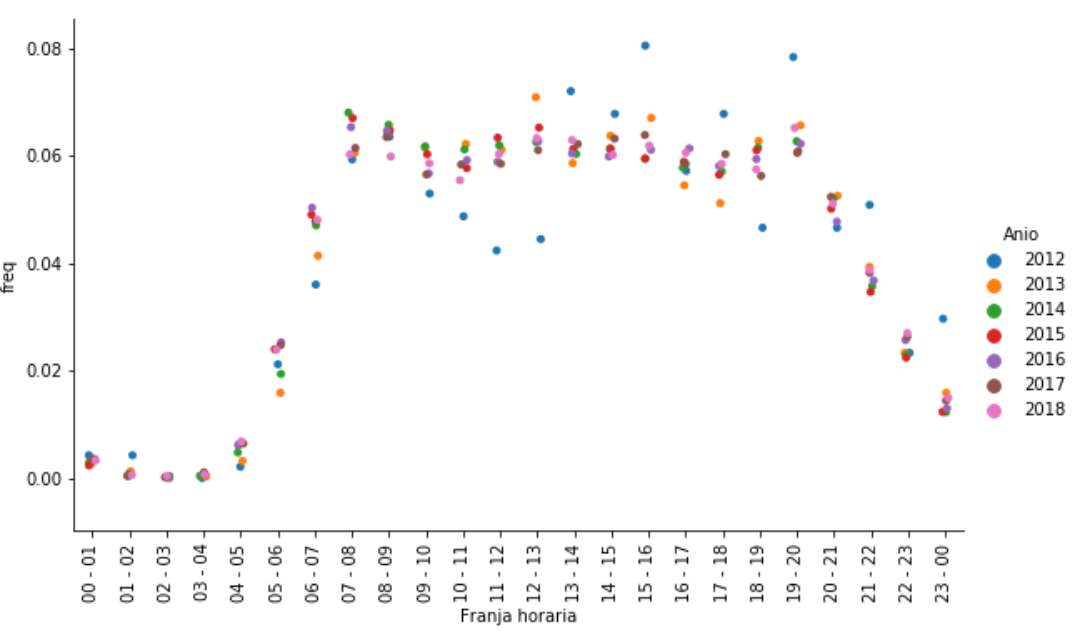 0.08
0.06
0.04
0.02
0.00
freq
00 - 01
01 - 02
02 - 03
03 - 04
04 - 05
05 - 06
06 - 07
07 - 08
08 - 09
09 - 10
10 - 11
11 - 12
12 - 13
13 - 14
14 - 15
15 - 16
16 - 17
17 - 18
18 - 19
19 - 20
20 - 21
21 - 22
22 - 23
23 - 00
Franja horaria
Anio
2012
2013
2014
2015
2016
2017
2018